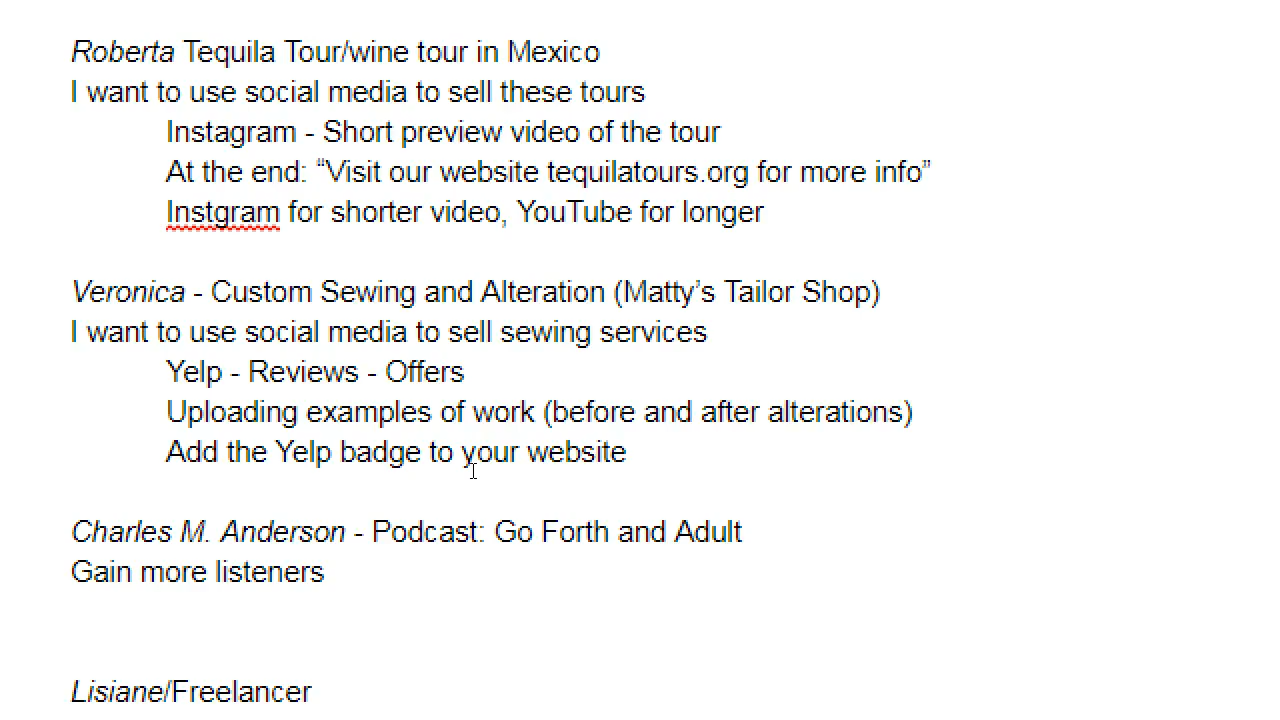 Roberta Tequila Tour/wine tour in Mexico
I want to use social media to sell these tours
Instagram - Short preview video of the tour
At the end: “Visit our website tequilatours.org for more info”
Instgram for shorter video, YouTube for longer
Veronica - Custom Sewing and Alteration (Matty’s Tailor Shop)
I want to use social media to sell sewing services
Yelp - Reviews - Offers
Uploading examples of work (before and after alterations)
Add the Yelp badge to your website
Charles M. Anderson - Podcast: Go Forth and Adult
Gain more listeners
Lisiane/Freelancer